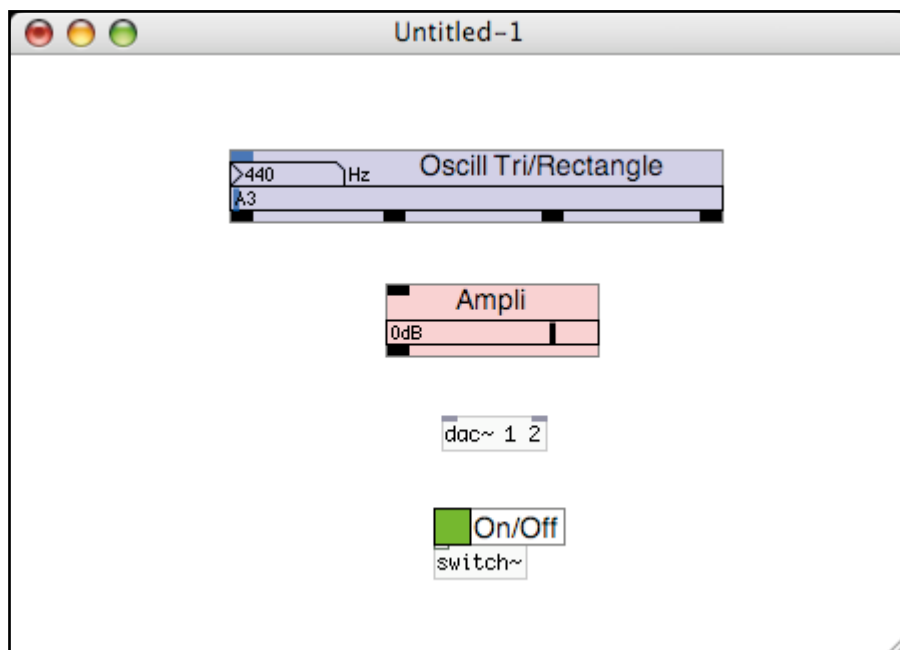 Untitled-1
Oscill Tri/Rectangle
440 Hz
A3
Ampli
0dB
dac~ 1 2
On/Off
switch~